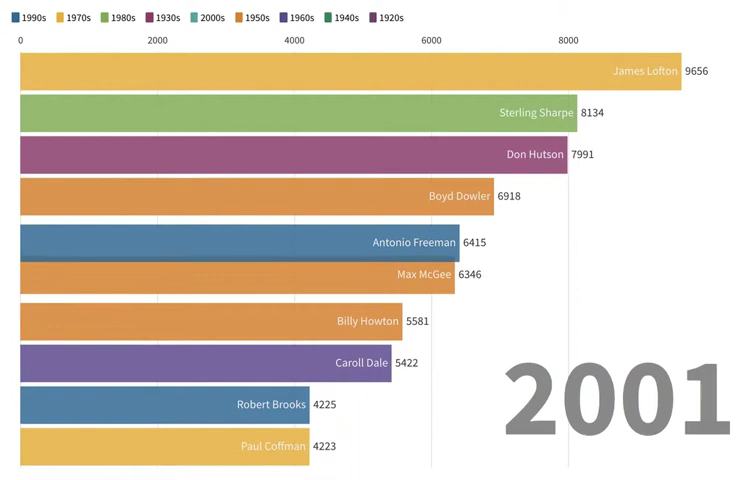 1990s 1970s 1980s 1930s 2000s 1950s 1960s 1940s 1920s
0 2000 4000 6000 8000
James Lofton 9656
Sterling Sharpe 8134
Don Hutson 7991
Boyd Dowler 6918
Antonio Freeman 6415
Max McGee 6346
Billy Howton 5581
Caroll Dale 5422
Robert Brooks 4225
Paul Coffman 4223
2001